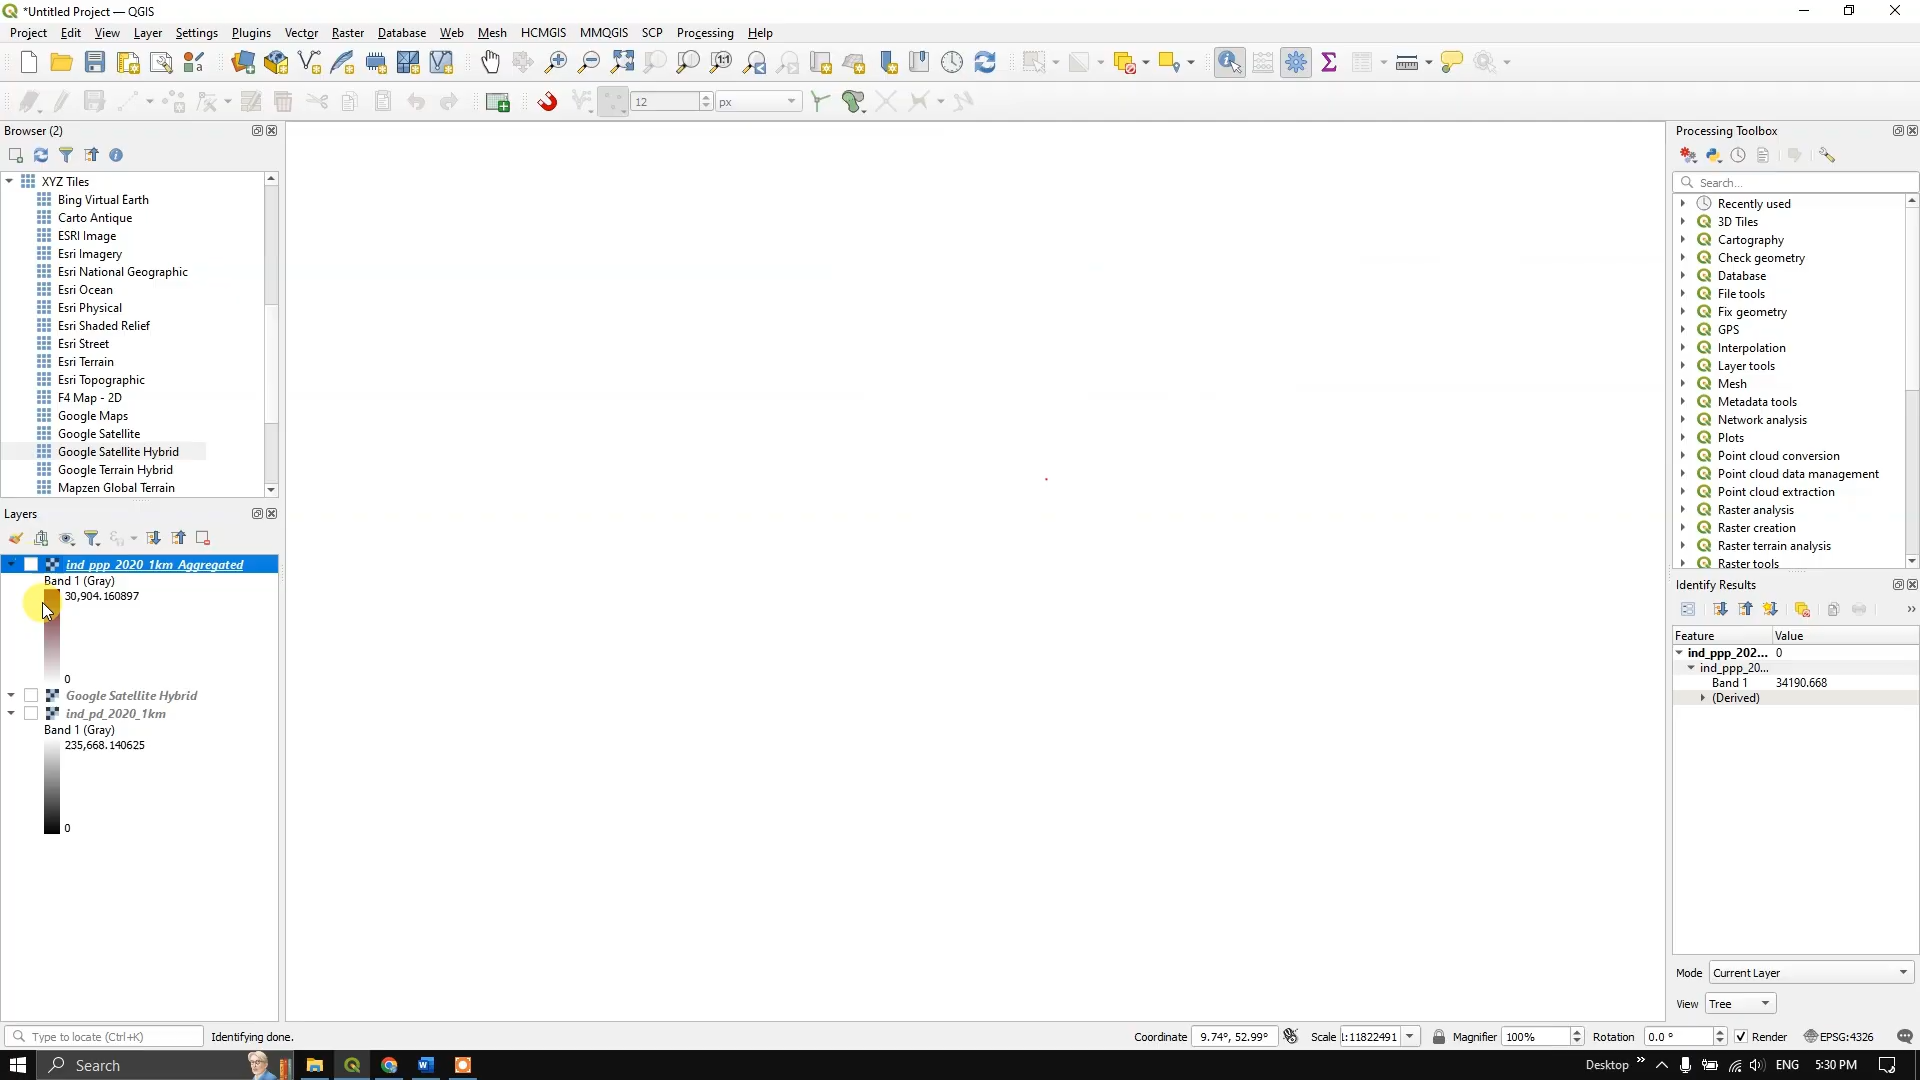 *Untitled Project — QGIS
Project Edit View Layer Settings Plugins Vector Raster Database Web Mesh HCMGIS MMQGIS SCP Processing Help
12 px
Browser (2)
XYZ Tiles
Bing Virtual Earth
Carto Antique
ESRI Image
Esri Imagery
Esri National Geographic
Esri Ocean
Esri Physical
Esri Shaded Relief
Esri Street
Esri Terrain
Esri Topographic
F4 Map - 2D
Google Maps
Google Satellite
Google Satellite Hybrid
Google Terrain Hybrid
Mapzen Global Terrain
Layers
ind_ppp_2020_1km_Aggregated
Band 1 (Gray)
30,904.160897
0
Google Satellite Hybrid
ind_pd_2020_1km
Band 1 (Gray)
235,668.140625
0
Processing Toolbox
Search...
Recently used
3D Tiles
Cartography
Check geometry
Database
File tools
Fix geometry
GPS
Interpolation
Layer tools
Mesh
Metadata tools
Network analysis
Plots
Point cloud conversion
Point cloud data management
Point cloud extraction
Raster analysis
Raster creation
Raster terrain analysis
Raster tools
Identify Results
Feature Value
ind_ppp_202... 0
ind_ppp_20...
Band 1 34190.668
(Derived)
Mode Current Layer
View Tree
Type to locate (Ctrl+K) Identifying done. Coordinate 9.74°, 52.99° Scale 1:11822491 Magnifier 100% Rotation 0.0 ° Render EPSG:4326
Search Desktop ENG 5:30 PM